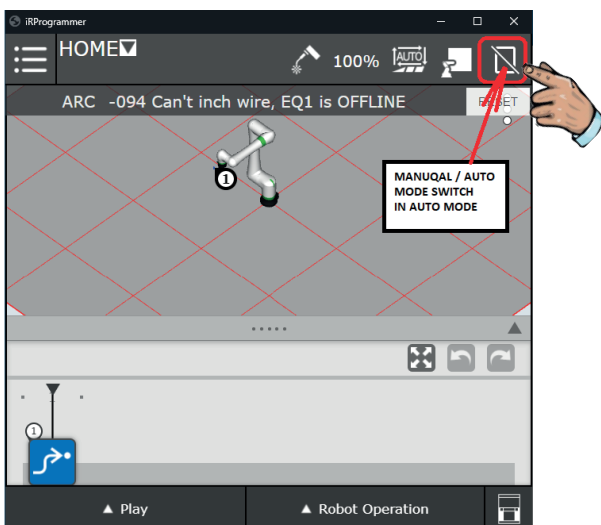 iRProgrammer
HOME
100%
AUTO
ARC -094 Can't inch wire, EQ1 is OFFLINE
RESET
1
MANUQAL / AUTO
MODE SWITCH
IN AUTO MODE
1
Play
Robot Operation